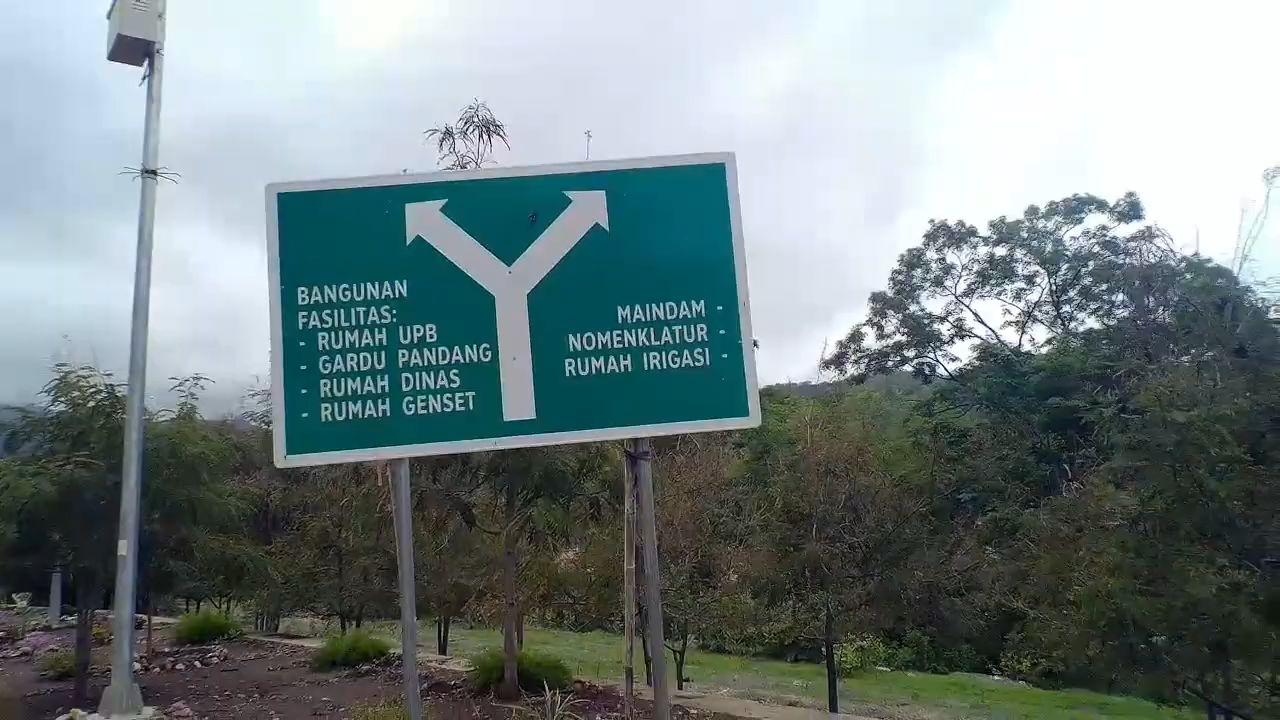 BANGUNAN
FASILITAS:
- RUMAH UPB
- GARDU PANDANG
- RUMAH DINAS
- RUMAH GENSET
MAINDAM -
NOMENKLATUR -
RUMAH IRIGASI -